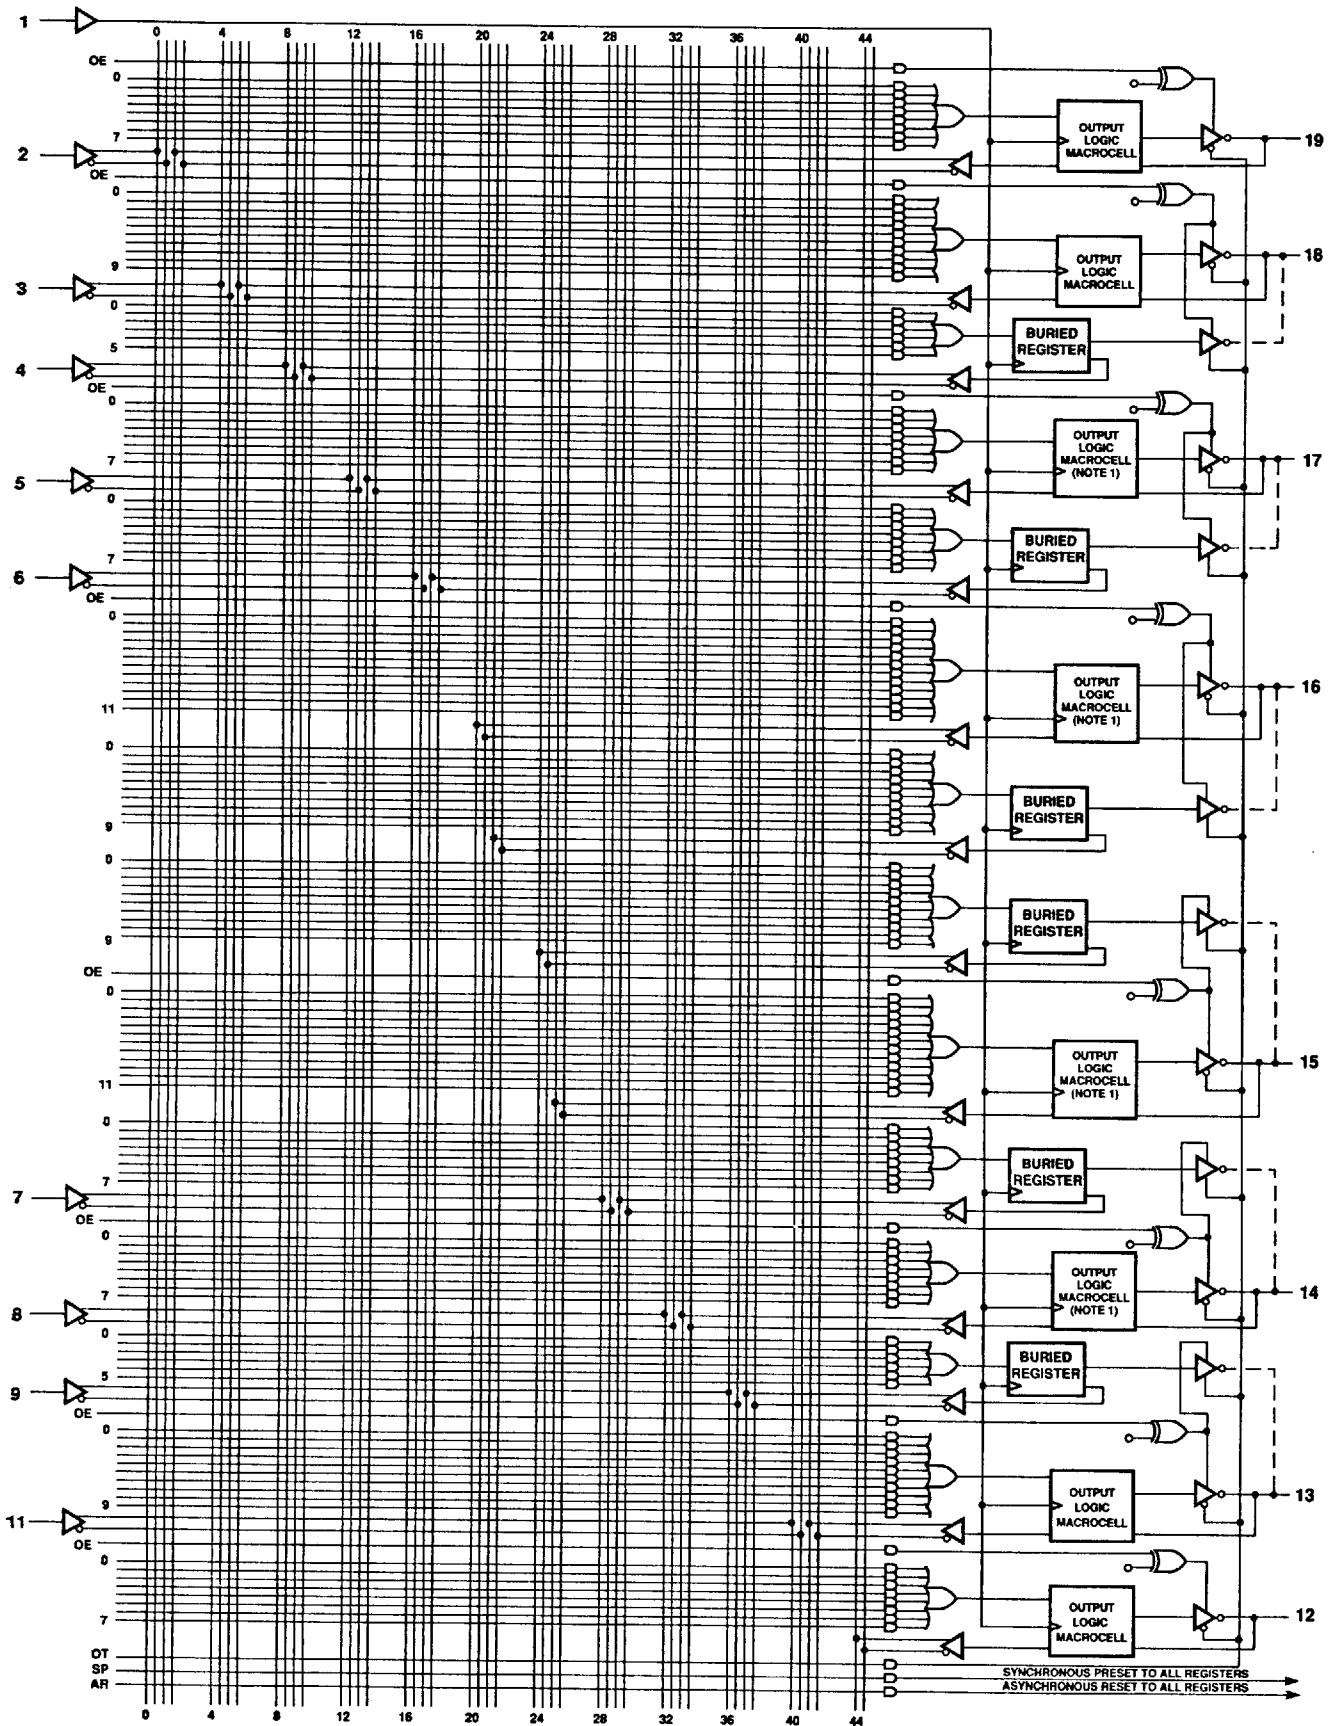 1
0 4 8 12 16 20 24 28 32 36 40 44
OE
0
7
OUTPUT
LOGIC
MACROCELL
19
2
OE
0
9
OUTPUT
LOGIC
MACROCELL
18
3
0
5
BURIED
REGISTER
4
OE
0
7
OUTPUT
LOGIC
MACROCELL
(NOTE 1)
17
5
0
7
BURIED
REGISTER
6
OE
0
11
OUTPUT
LOGIC
MACROCELL
(NOTE 1)
16
0
9
BURIED
REGISTER
0
9
BURIED
REGISTER
OE
0
11
OUTPUT
LOGIC
MACROCELL
(NOTE 1)
15
0
7
BURIED
REGISTER
7
OE
0
7
OUTPUT
LOGIC
MACROCELL
(NOTE 1)
14
8
0
5
BURIED
REGISTER
9
OE
0
9
OUTPUT
LOGIC
MACROCELL
13
11
OE
0
7
OUTPUT
LOGIC
MACROCELL
12
OT
SP
SYNCHRONOUS PRESET TO ALL REGISTERS
AR
ASYNCHRONOUS RESET TO ALL REGISTERS
0 4 8 12 16 20 24 28 32 36 40 44